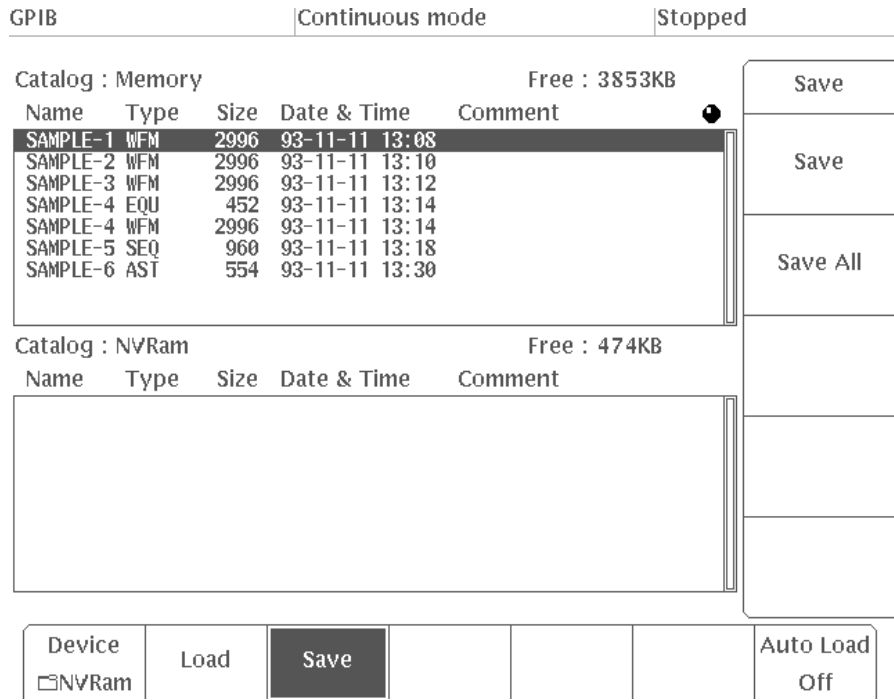 GPIB Continuous mode Stopped
Catalog : Memory Free : 3853KB
Name Type Size Date & Time Comment
SAMPLE-1 WFM 2996 93-11-11 13:08
SAMPLE-2 WFM 2996 93-11-11 13:10
SAMPLE-3 WFM 2996 93-11-11 13:12
SAMPLE-4 EQU 452 93-11-11 13:14
SAMPLE-4 WFM 2996 93-11-11 13:14
SAMPLE-5 SEQ 960 93-11-11 13:18
SAMPLE-6 AST 554 93-11-11 13:30
Catalog : NVRam Free : 474KB
Name Type Size Date & Time Comment
Save
Save
Save All
Device
NVRam
Load
Save
Auto Load
Off